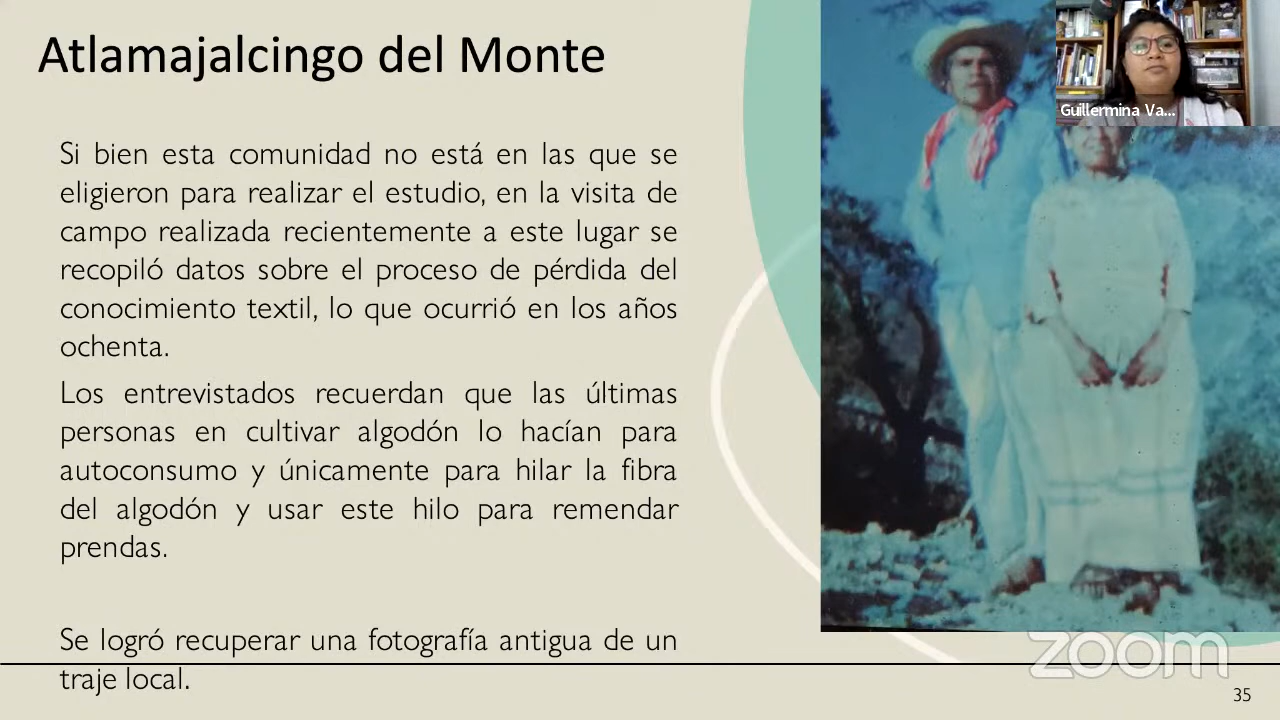 Atlamajalcingo del Monte
Guillermina Va...
Si bien esta comunidad no está en las que se
eligieron para realizar el estudio, en la visita de
campo realizada recientemente a este lugar se
recopiló datos sobre el proceso de pérdida del
conocimiento textil, lo que ocurrió en los años
ochenta.
Los entrevistados recuerdan que las últimas
personas en cultivar algodón lo hacían para
autoconsumo y únicamente para hilar la fibra
del algodón y usar este hilo para remendar
prendas.
Se logró recuperar una fotografía antigua de un
traje local.
zoom
35